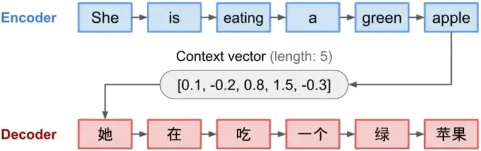 Encoder She is eating a green apple
Context vector (length: 5)
[0.1, -0.2, 0.8, 1.5, -0.3]
Decoder 她 在 吃 一个 绿 苹果